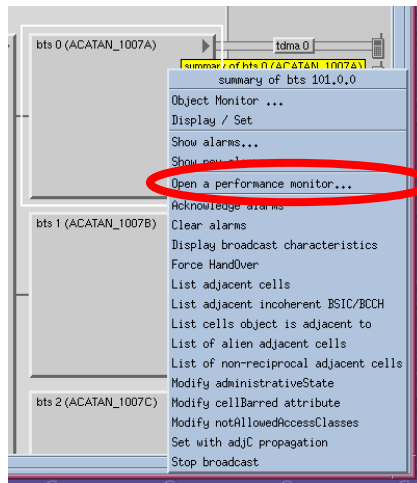 bts 0 (ACATAN_1007A)
tdma 0
summary of bts 0 (ACATAN_1007A)
summary of bts 101.0.0
Object Monitor ...
Display / Set
Show alarms...
Show new alarms
Open a performance monitor...
Acknowledge alarms
bts 1 (ACATAN_1007B)
Clear alarms
Display broadcast characteristics
Force HandOver
List adjacent cells
List adjacent incoherent BSIC/BCCH
List cells object is adjacent to
List of alien adjacent cells
List of non-reciprocal adjacent cells
Modify administrativeState
bts 2 (ACATAN_1007C)
Modify cellBarred attribute
Modify notAllowedAccessClasses
Set with adjC propagation
Stop broadcast